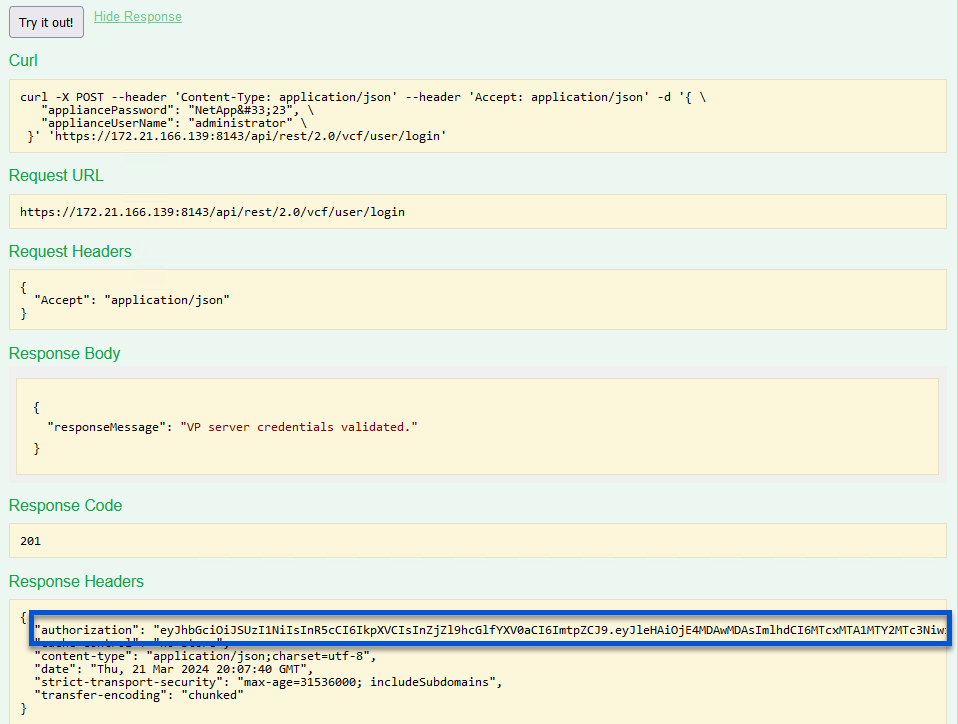 Try it out!
Hide Response
Curl
curl -X POST --header 'Content-Type: application/json' --header 'Accept: application/json' -d '{ \
"appliancePassword": "NetApp&#33;23", \
"applianceUserName": "administrator" \
}' 'https://172.21.166.139:8143/api/rest/2.0/vcf/user/login'
Request URL
https://172.21.166.139:8143/api/rest/2.0/vcf/user/login
Request Headers
{
"Accept": "application/json"
}
Response Body
{
"responseMessage": "VP server credentials validated."
}
Response Code
201
Response Headers
{
"authorization": "eyJhbGciOiJSUzI1NiIsInR5cCI6IkpXVCIsInZjZl9hcGlfYXV0aCI6ImtpZCJ9.eyJleHAiOjE4MDAwMDAsImlhdCI6MTcxMTA1MTY2MTc3Niw
"cache-control": "no-store",
"content-type": "application/json;charset=utf-8",
"date": "Thu, 21 Mar 2024 20:07:40 GMT",
"strict-transport-security": "max-age=31536000; includeSubdomains",
"transfer-encoding": "chunked"
}